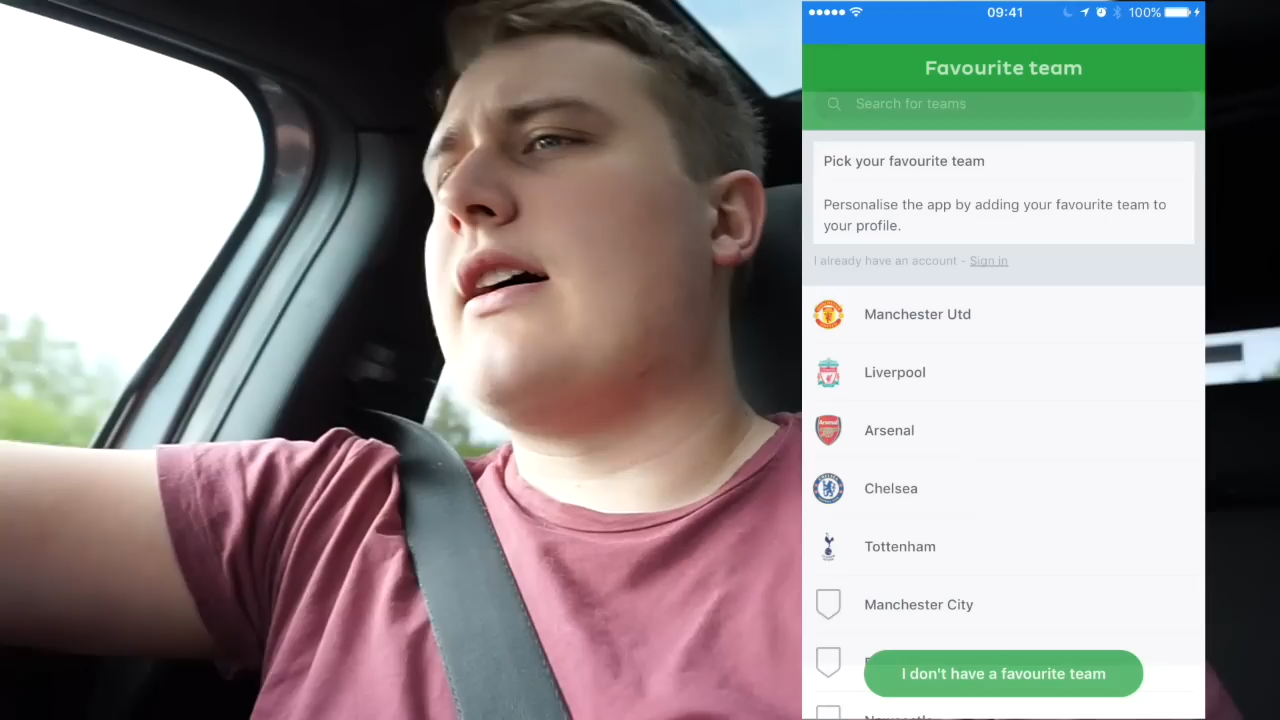 09:41
100%
Favourite team
Search for teams
Pick your favourite team
Personalise the app by adding your favourite team to
your profile.
I already have an account - Sign in
Manchester Utd
Liverpool
Arsenal
Chelsea
Tottenham
Manchester City
I don't have a favourite team
Newcastle